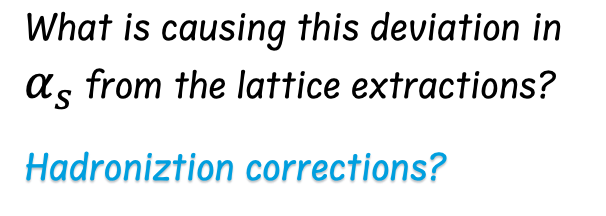 What is causing this deviation in
αₛ from the lattice extractions?
Hadroniztion corrections?